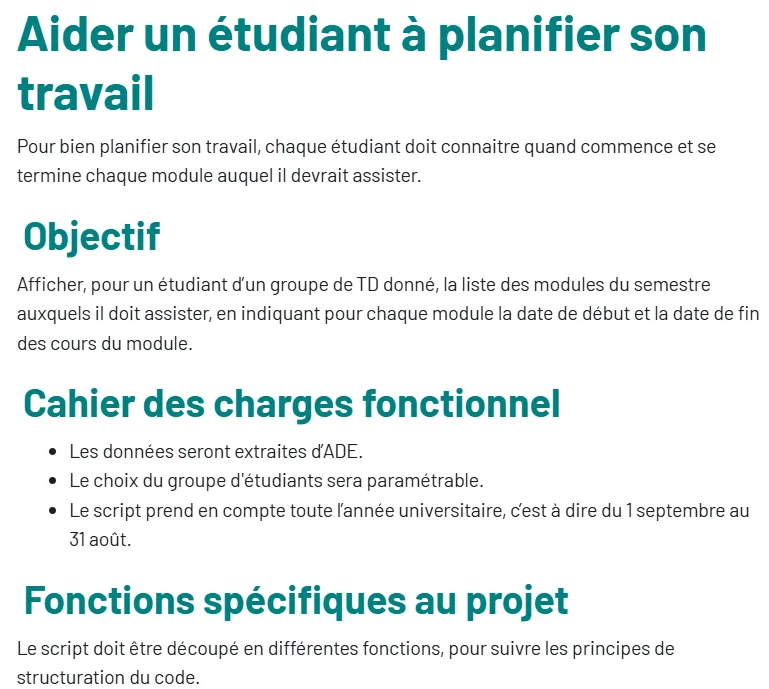 Aider un étudiant à planifier son
travail
Pour bien planifier son travail, chaque étudiant doit connaitre quand commence et se
termine chaque module auquel il devrait assister.
Objectif
Afficher, pour un étudiant d’un groupe de TD donné, la liste des modules du semestre
auxquels il doit assister, en indiquant pour chaque module la date de début et la date de fin
des cours du module.
Cahier des charges fonctionnel
• Les données seront extraites d’ADE.
• Le choix du groupe d'étudiants sera paramétrable.
• Le script prend en compte toute l’année universitaire, c’est à dire du 1 septembre au
31 août.
Fonctions spécifiques au projet
Le script doit être découpé en différentes fonctions, pour suivre les principes de
structuration du code.